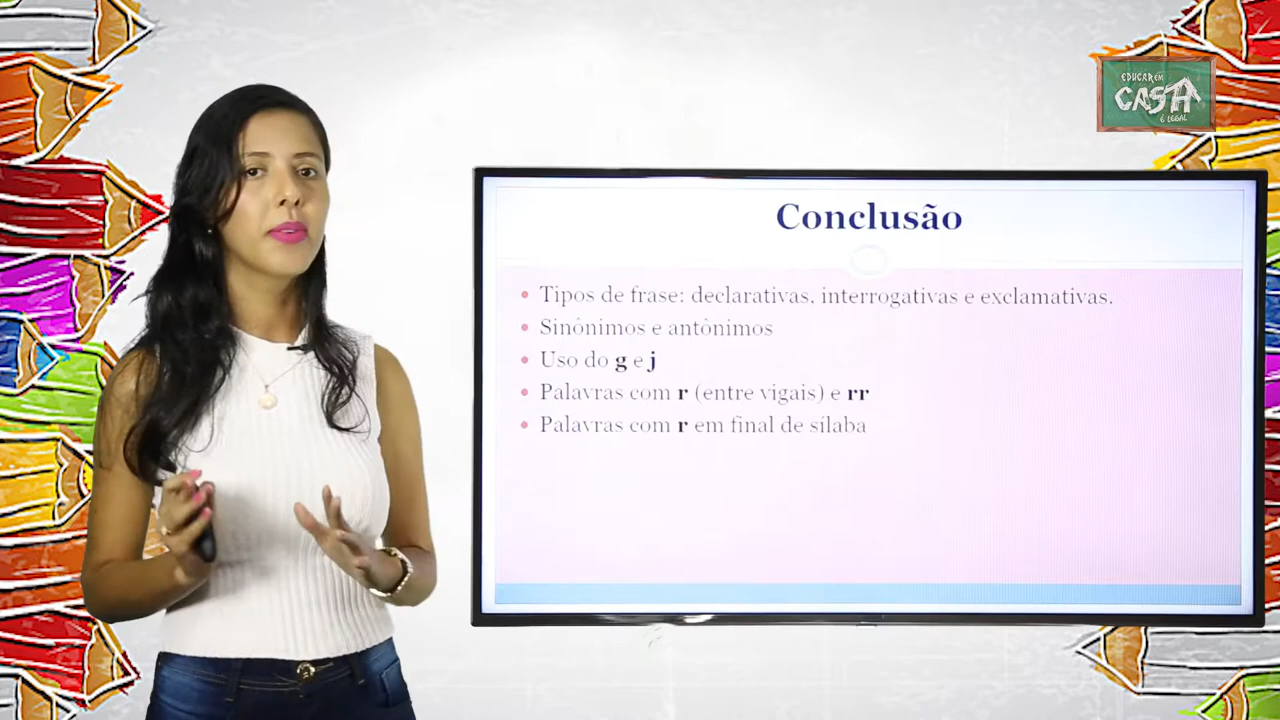 EDUCAR EM
CASA
É LEGAL
Conclusão
• Tipos de frase: declarativas, interrogativas e exclamativas.
• Sinônimos e antônimos
• Uso do g e j
• Palavras com r (entre vigais) e rr
• Palavras com r em final de sílaba